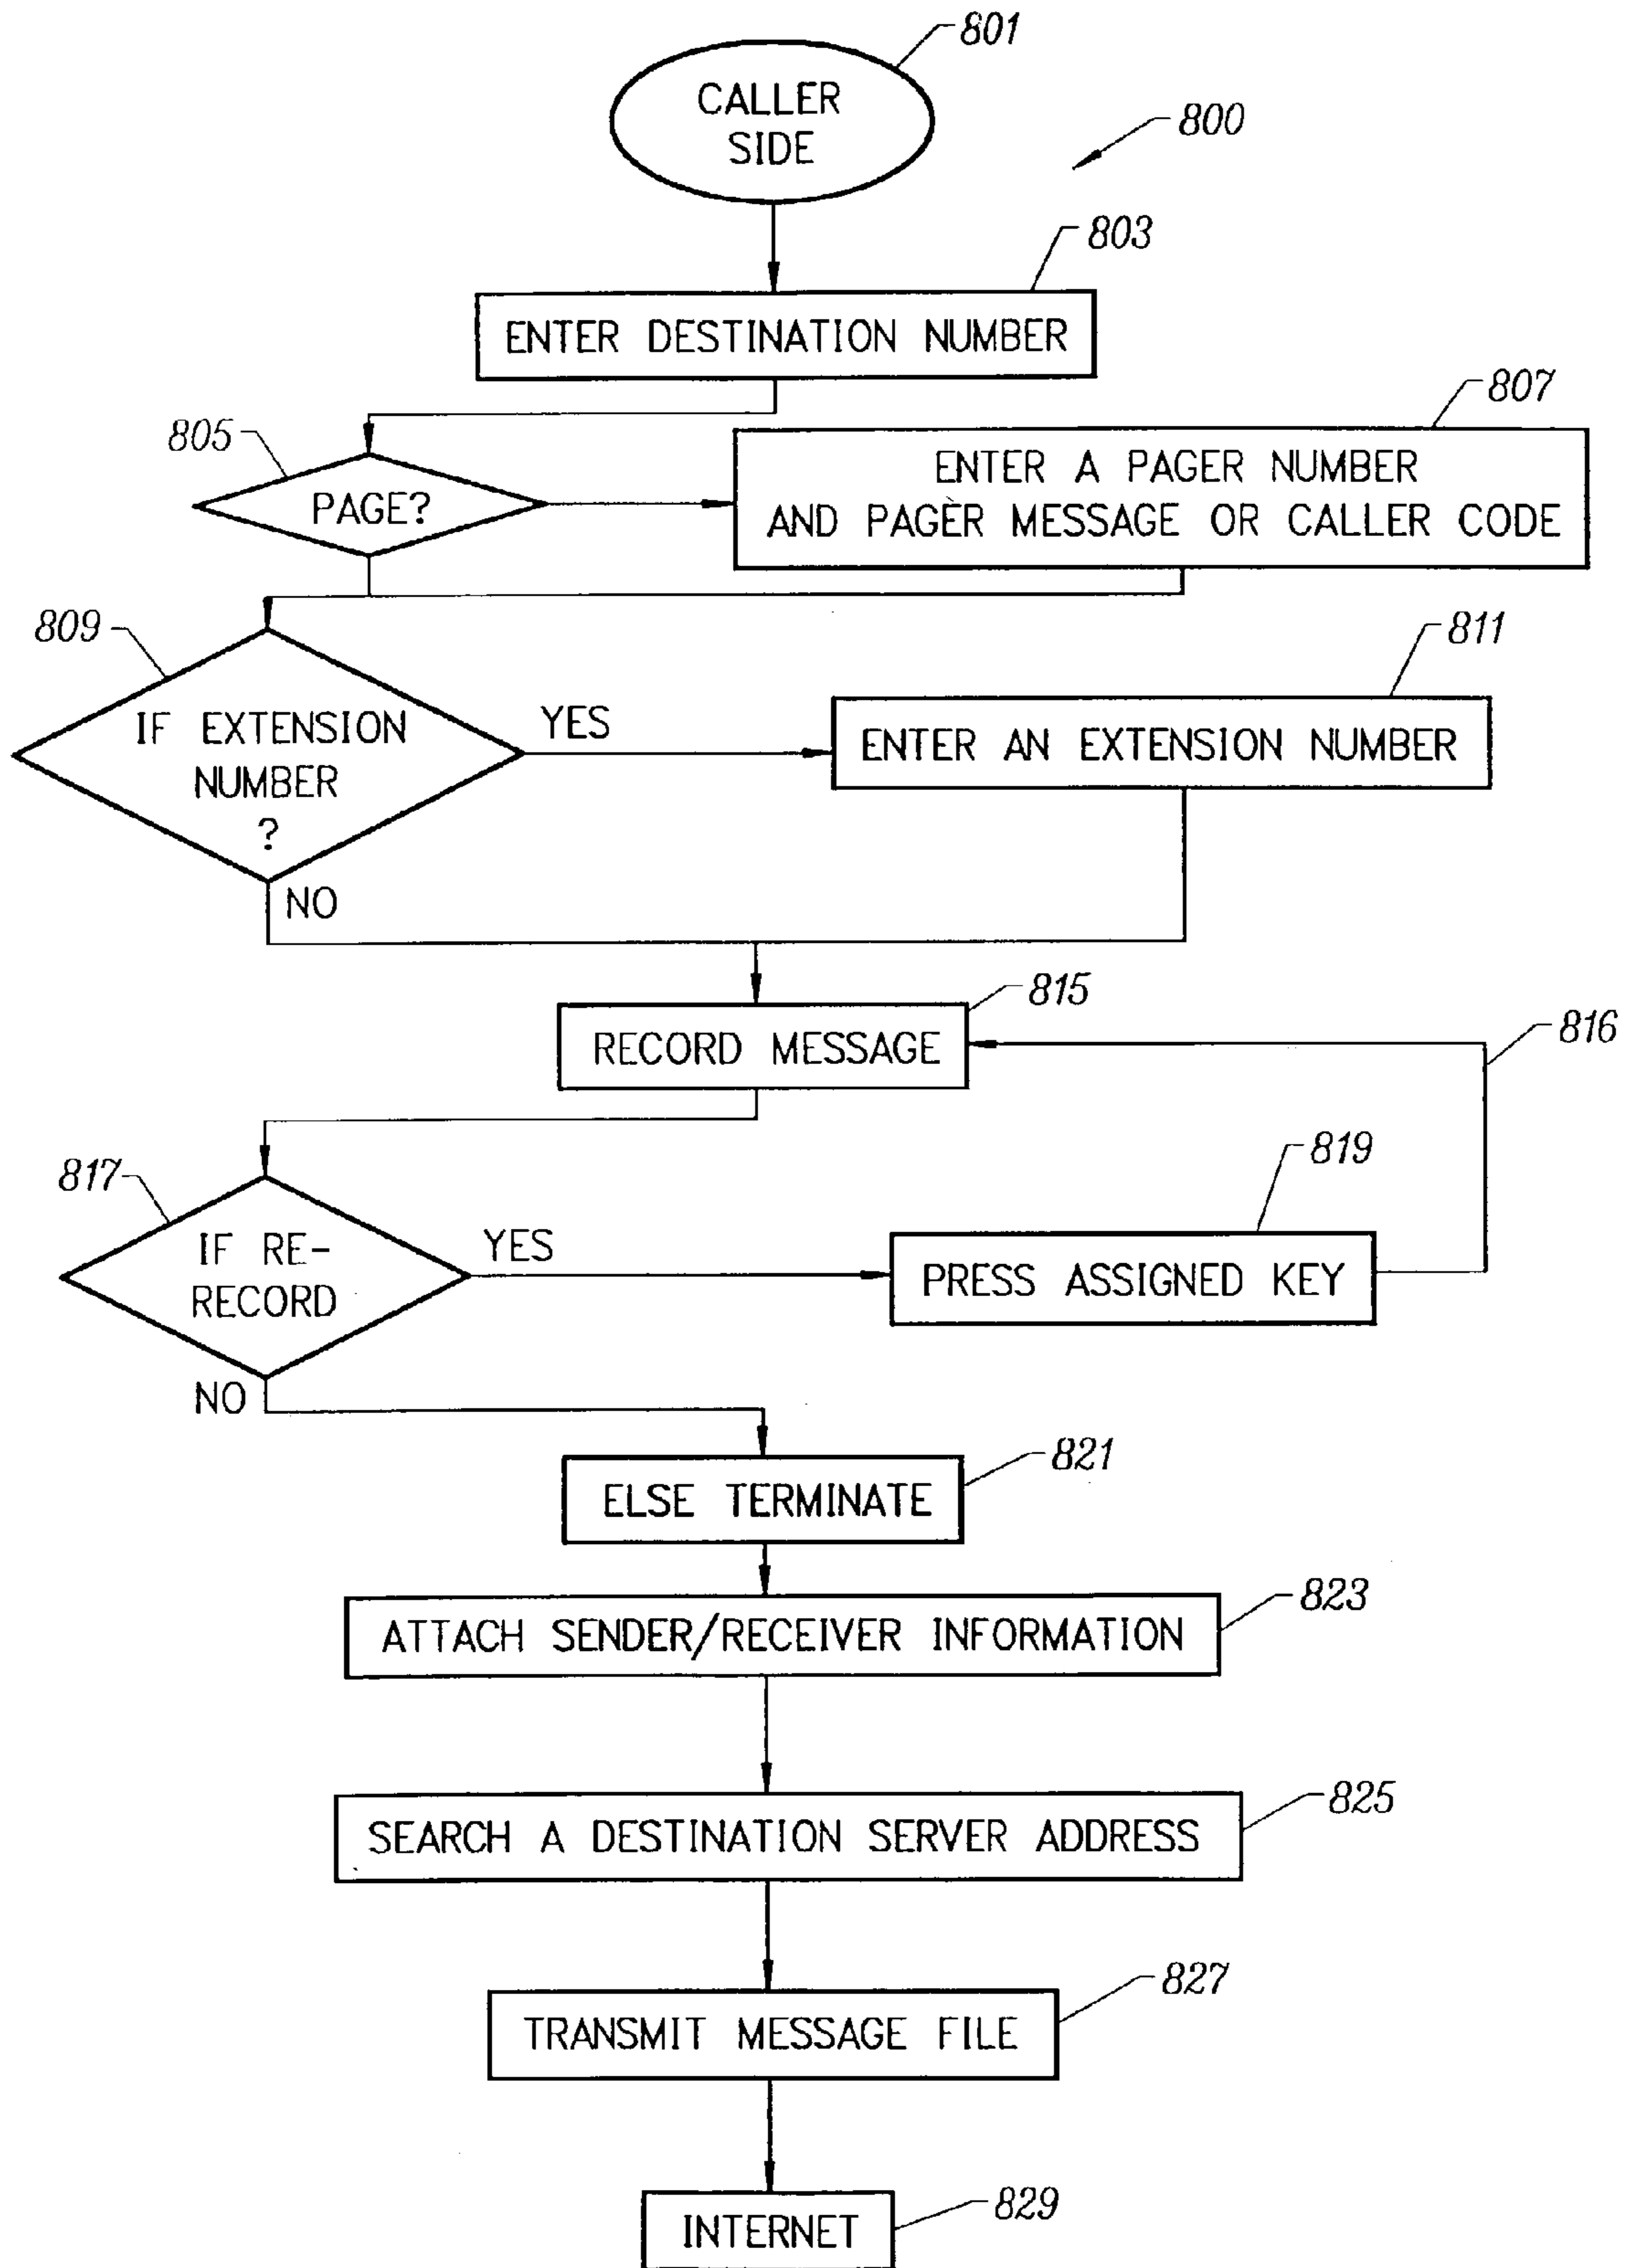 801
CALLER
SIDE
800
803
ENTER DESTINATION NUMBER
807
805
ENTER A PAGER NUMBER
PAGE?
AND PAGER MESSAGE OR CALLER CODE
809
811
IF EXTENSION
YES
ENTER AN EXTENSION NUMBER
NUMBER
?
NO
815
816
RECORD MESSAGE
817
819
IF RE-
YES
RECORD
PRESS ASSIGNED KEY
NO
821
ELSE TERMINATE
823
ATTACH SENDER/RECEIVER INFORMATION
825
SEARCH A DESTINATION SERVER ADDRESS
827
TRANSMIT MESSAGE FILE
829
INTERNET